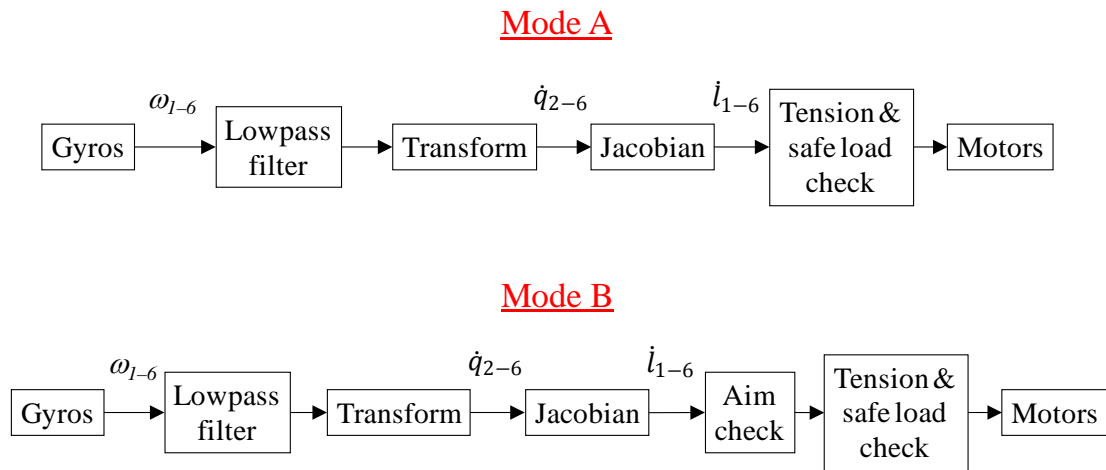 Mode A
ω1–6
q̇2−6
l̇1−6
Gyros
Lowpass
filter
Transform
Jacobian
Tension &
safe load
check
Motors
Mode B
ω1–6
q̇2−6
l̇1−6
Gyros
Lowpass
filter
Transform
Jacobian
Aim
check
Tension &
safe load
check
Motors